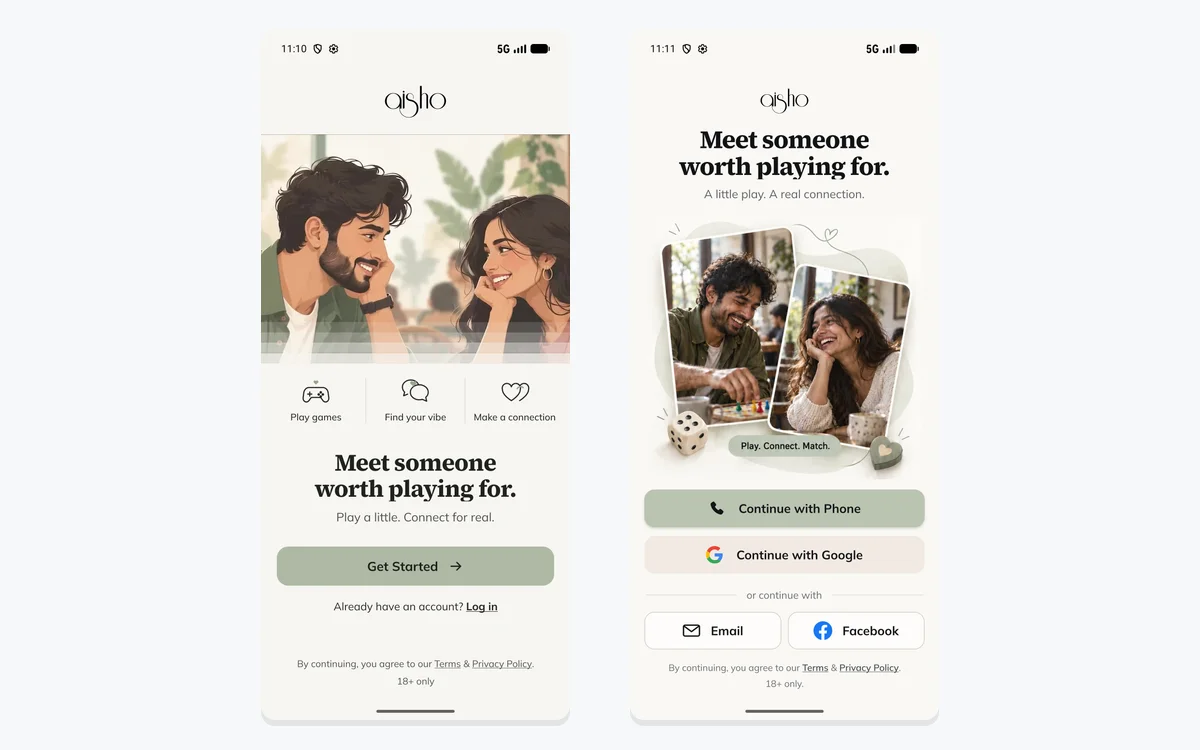 11:10
5G
aisho
Play games
Find your vibe
Make a connection
Meet someone
worth playing for.
Play a little. Connect for real.
Get Started →
Already have an account? Log in
By continuing, you agree to our Terms & Privacy Policy.
18+ only
11:11
5G
aisho
Meet someone
worth playing for.
A little play. A real connection.
Play. Connect. Match.
Continue with Phone
Continue with Google
or continue with
Email
Facebook
By continuing, you agree to our Terms & Privacy Policy.
18+ only.